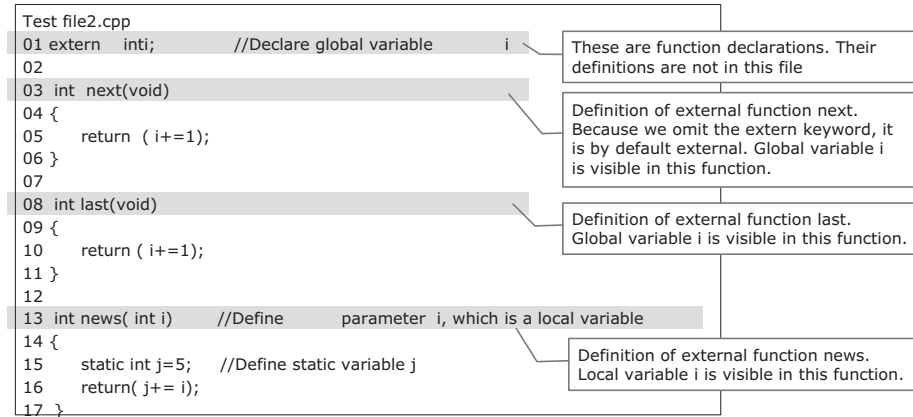 Test file2.cpp
01 extern inti; //Declare global variable i
These are function declarations. Their
definitions are not in this file
02
03 int next(void)
04 {
05 return ( i+=1);
06 }
Definition of external function next.
Because we omit the extern keyword, it
is by default external. Global variable i
is visible in this function.
07
08 int last(void)
09 {
10 return ( i+=1);
11 }
Definition of external function last.
Global variable i is visible in this function.
12
13 int news( int i) //Define parameter i, which is a local variable
14 {
15 static int j=5; //Define static variable j
16 return( j+= i);
17 }
Definition of external function news.
Local variable i is visible in this function.